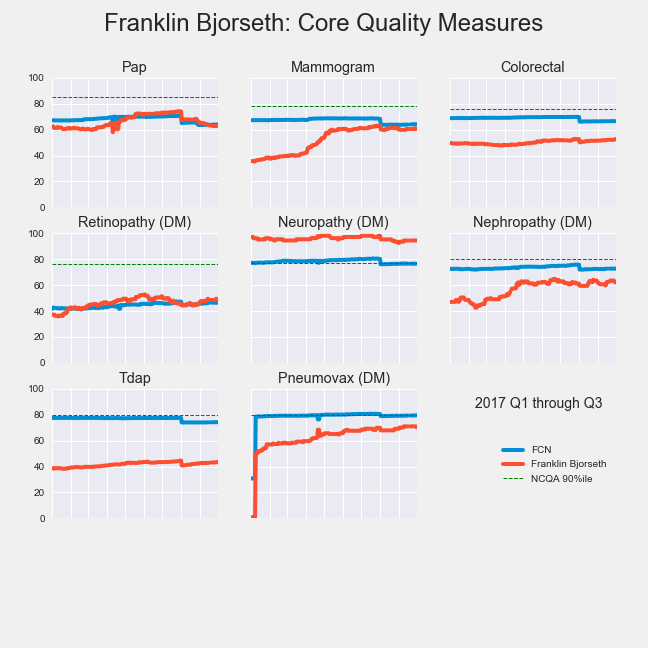 Franklin Bjorseth: Core Quality Measures
Pap
Mammogram
Colorectal
100
80
60
40
20
0
Retinopathy (DM)
Neuropathy (DM)
Nephropathy (DM)
100
80
60
40
20
0
Tdap
Pneumovax (DM)
100
80
60
40
20
0
2017 Q1 through Q3
FCN
Franklin Bjorseth
NCQA 90%ile